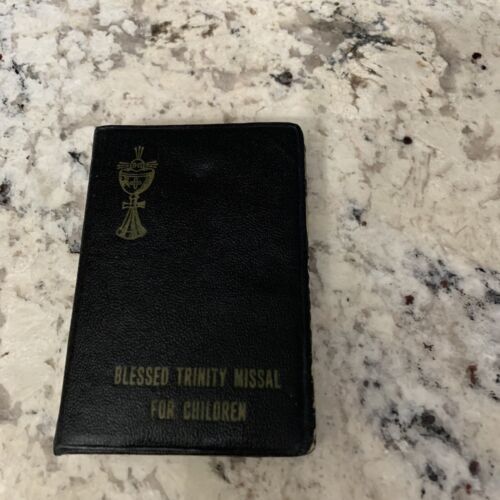 BLESSED TRINITY MISSAL
FOR CHILDREN